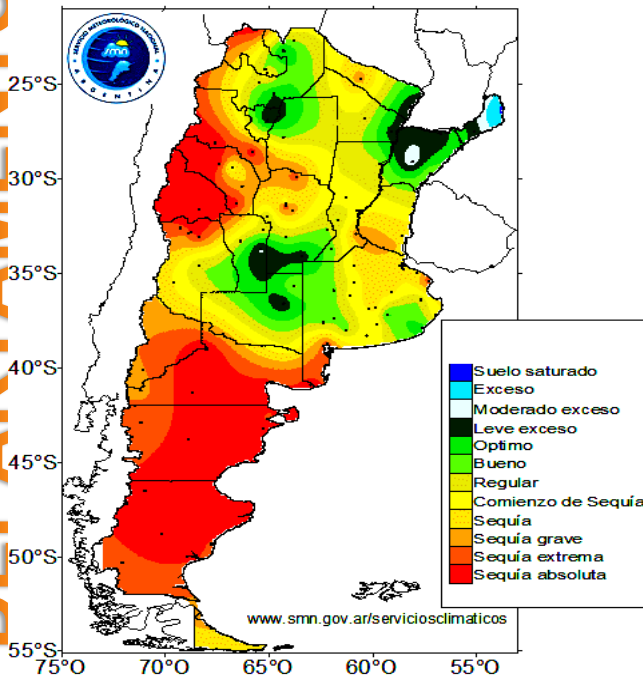 SERVICIO METEOROLÓGICO NACIONAL
smn
ARGENTINA
25°S
30°S
35°S
40°S
45°S
50°S
55°S
75°O 70°O 65°O 60°O 55°O
Suelo saturado
Exceso
Moderado exceso
Leve exceso
Optimo
Bueno
Regular
Comienzo de Sequía
Sequía
Sequía grave
Sequía extrema
Sequía absoluta
www.smn.gov.ar/serviciosclimaticos